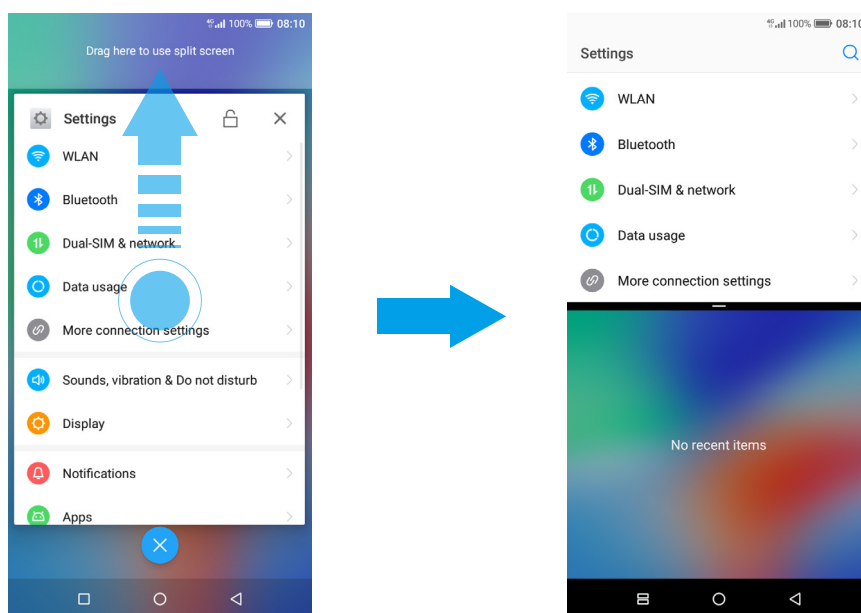 4G 100% 08:10
Drag here to use split screen
Settings
WLAN
Bluetooth
Dual-SIM & network
Data usage
More connection settings
Sounds, vibration & Do not disturb
Display
Notifications
Apps
4G 100% 08:10
Settings
WLAN
Bluetooth
Dual-SIM & network
Data usage
More connection settings
No recent items